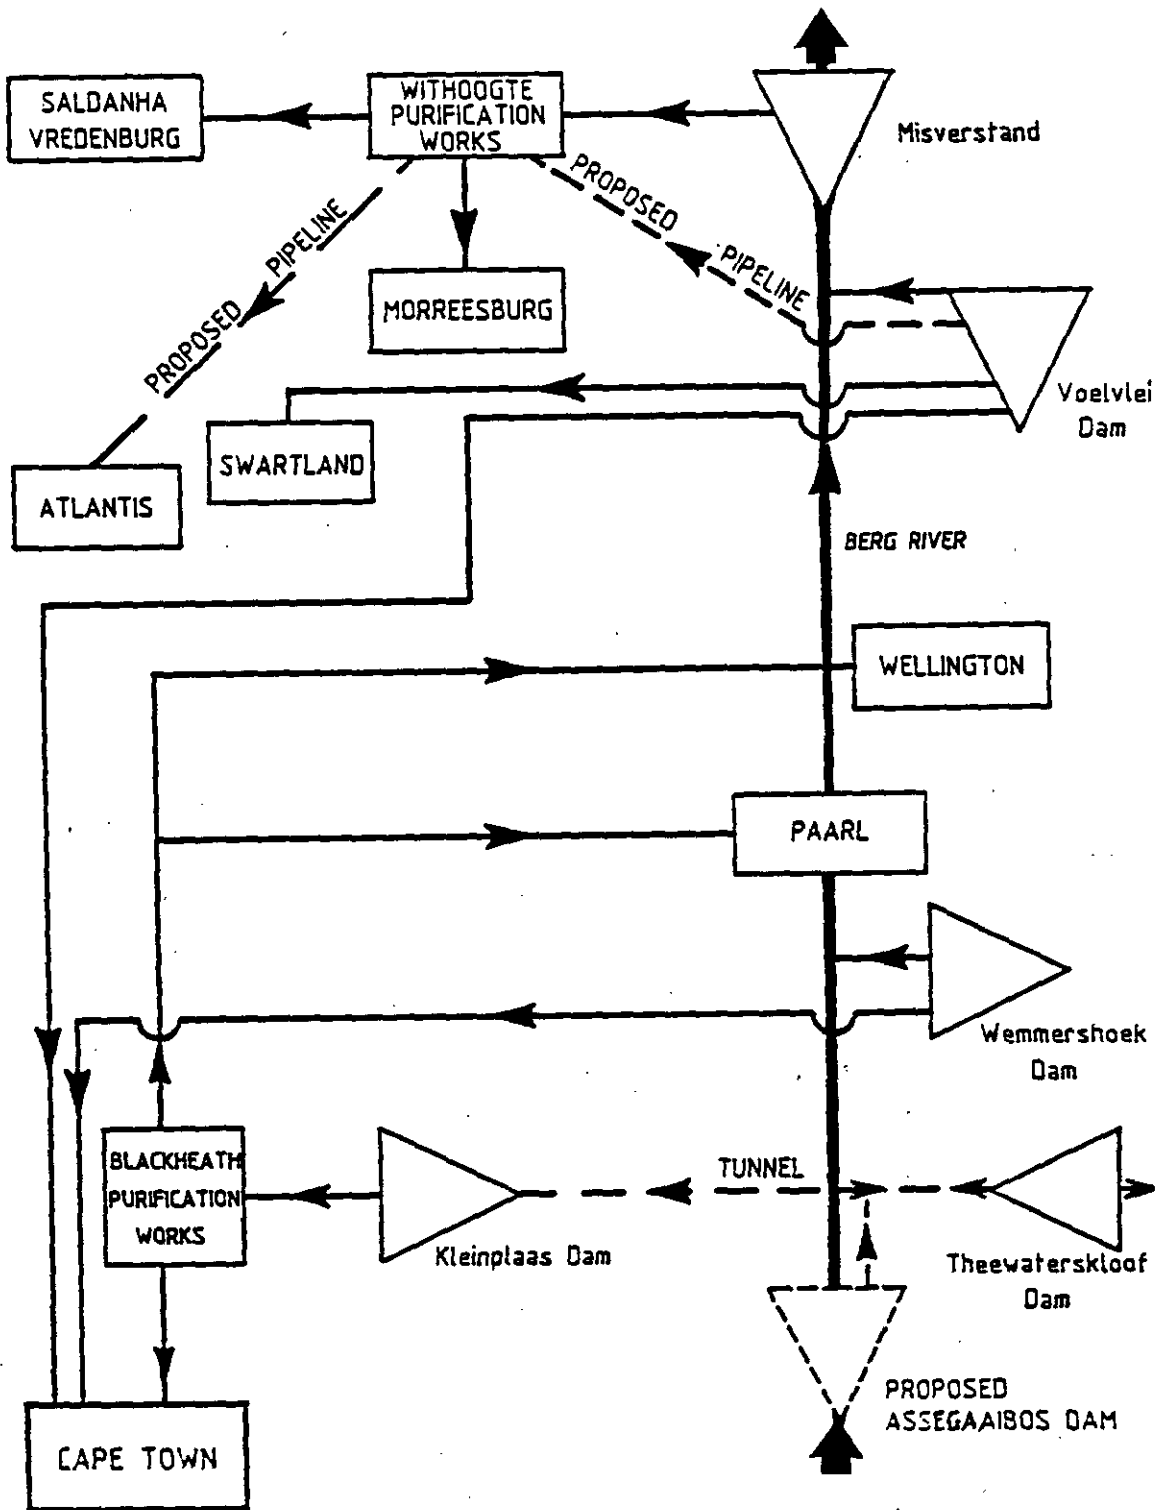 SALDANHA
VREDENBURG
WITHOOGTE
PURIFICATION
WORKS
Misverstand
PROPOSED
PIPELINE
PROPOSED
PIPELINE
MORREESBURG
Voelvlei
Dam
SWARTLAND
ATLANTIS
BERG RIVER
WELLINGTON
PAARL
Wemmershoek
Dam
BLACKHEATH
PURIFICATION
WORKS
TUNNEL
Kleinplaas Dam
Theewaterskloof
Dam
PROPOSED
ASSEGAAIBOS DAM
CAPE TOWN